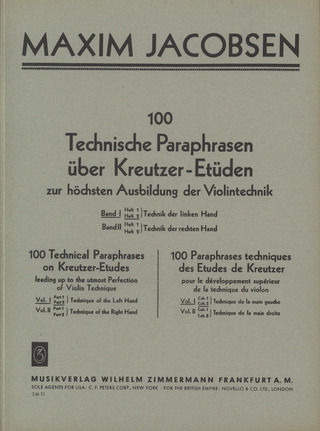 MAXIM JACOBSEN
100
Technische Paraphrasen
über Kreutzer-Etüden
zur höchsten Ausbildung der Violintechnik
Band I Heft 1 Heft 2 Technik der linken Hand
Band II Heft 1 Heft 2 Technik der rechten Hand
100 Technical Paraphrases
on Kreutzer-Etudes
leading up to the utmost Perfection
of Violin Technique
Vol. I Part 1 Part 2 Technique of the Left Hand
Vol. II Part 1 Part 2 Technique of the Right Hand
100 Paraphrases techniques
des Etudes de Kreutzer
pour le développement supérieur
de la technique du violon
Vol. I Cah. 1 Cah. 2 Technique de la main gauche
Vol. II Cah. 1 Cah. 2 Technique de la main droite
MUSIKVERLAG WILHELM ZIMMERMANN FRANKFURT A. M.
SOLE AGENTS FOR USA: C. F. PETERS CORP., NEW YORK · FOR THE BRITISH EMPIRE: NOVELLO & CO. LTD., LONDON
ZM 11